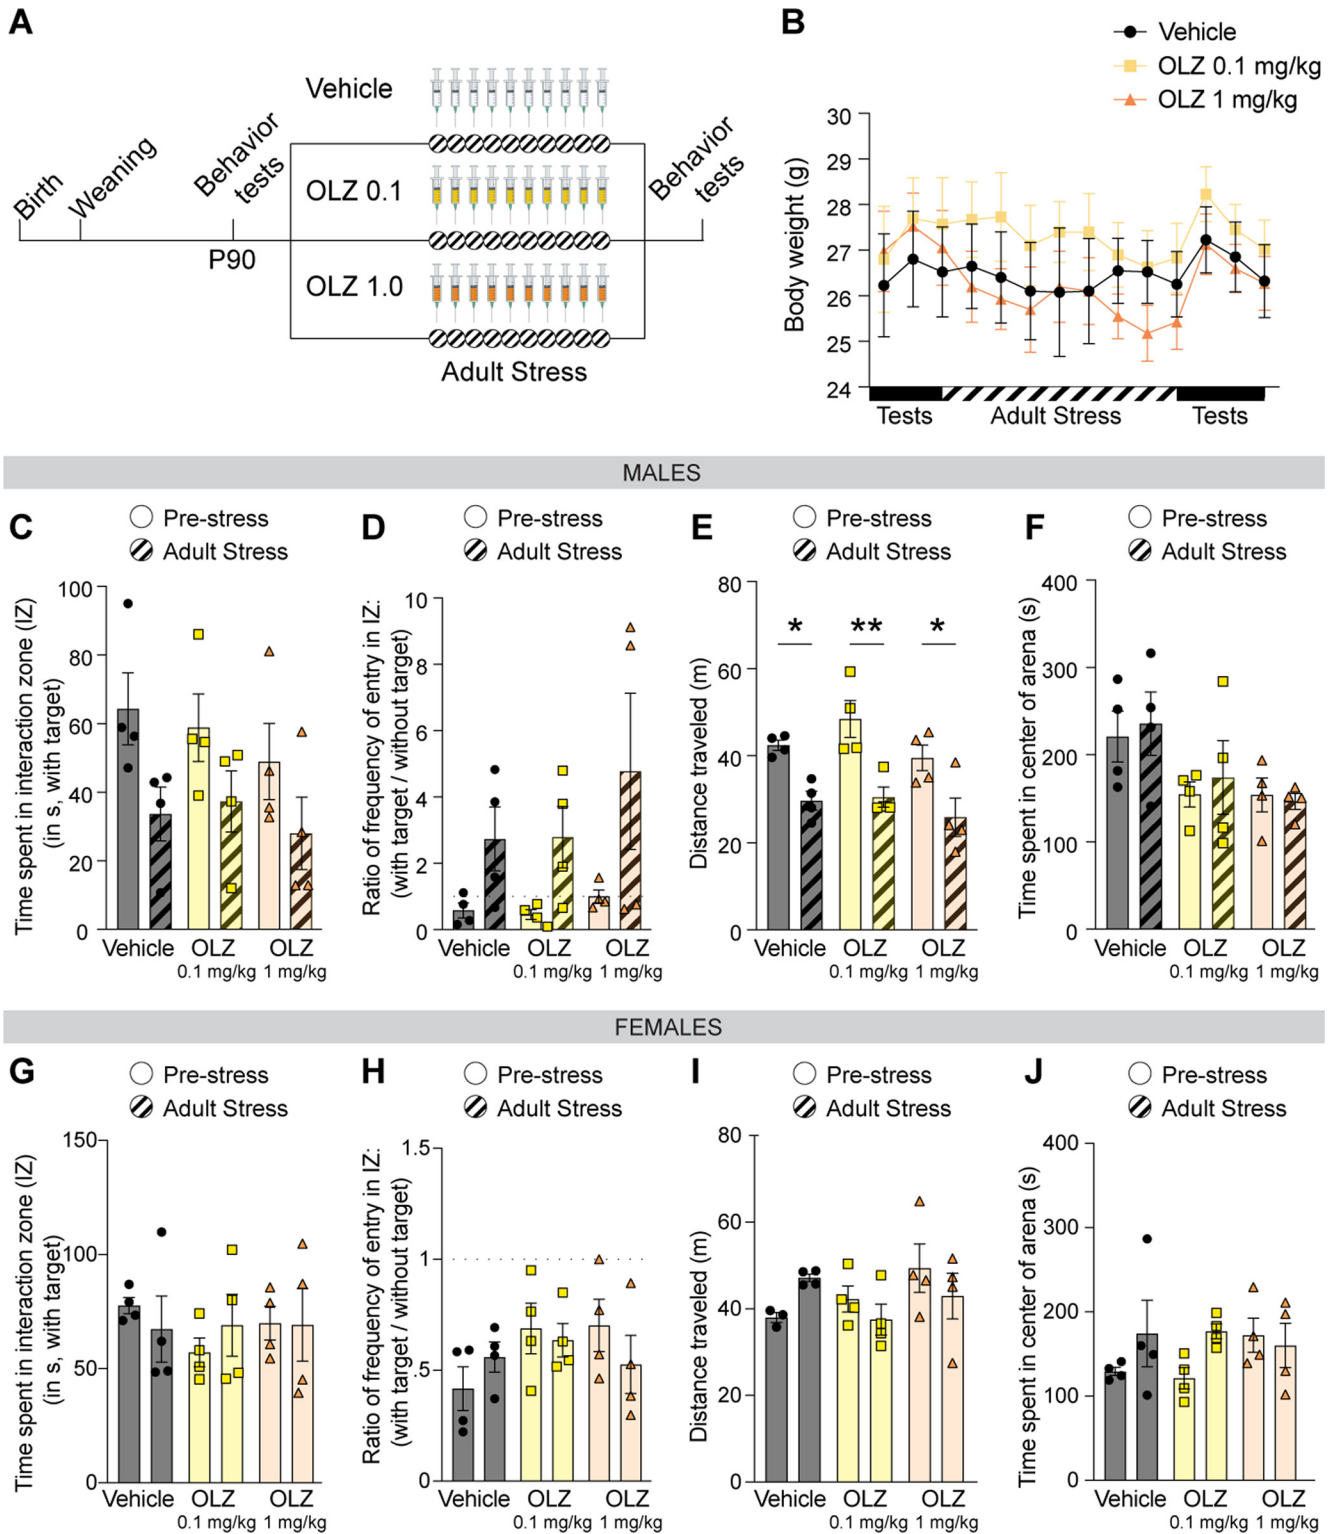 A
Vehicle
Birth
Weaning
Behavior
tests
P90
OLZ 0.1
OLZ 1.0
Adult Stress
Behavior
tests
B
Vehicle
OLZ 0.1 mg/kg
OLZ 1 mg/kg
Body weight (g)
30
29
28
27
26
25
24
Tests
Adult Stress
Tests
MALES
C
Pre-stress
Adult Stress
Time spent in interaction zone (IZ)
(in s, with target)
100
80
60
40
20
0
Vehicle
OLZ
0.1 mg/kg
OLZ
1 mg/kg
D
Pre-stress
Adult Stress
Ratio of frequency of entry in IZ:
(with target / without target)
10
8
6
4
2
0
Vehicle
OLZ
0.1 mg/kg
OLZ
1 mg/kg
E
Pre-stress
Adult Stress
Distance traveled (m)
80
60
40
20
0
*
**
*
Vehicle
OLZ
0.1 mg/kg
OLZ
1 mg/kg
F
Pre-stress
Adult Stress
Time spent in center of arena (s)
400
300
200
100
0
Vehicle
OLZ
0.1 mg/kg
OLZ
1 mg/kg
FEMALES
G
Pre-stress
Adult Stress
Time spent in interaction zone (IZ)
(in s, with target)
150
100
50
0
Vehicle
OLZ
0.1 mg/kg
OLZ
1 mg/kg
H
Pre-stress
Adult Stress
Ratio of frequency of entry in IZ:
(with target / without target)
1.5
1
.5
0
Vehicle
OLZ
0.1 mg/kg
OLZ
1 mg/kg
I
Pre-stress
Adult Stress
Distance traveled (m)
80
60
40
20
0
Vehicle
OLZ
0.1 mg/kg
OLZ
1 mg/kg
J
Pre-stress
Adult Stress
Time spent in center of arena (s)
400
300
200
100
0
Vehicle
OLZ
0.1 mg/kg
OLZ
1 mg/kg